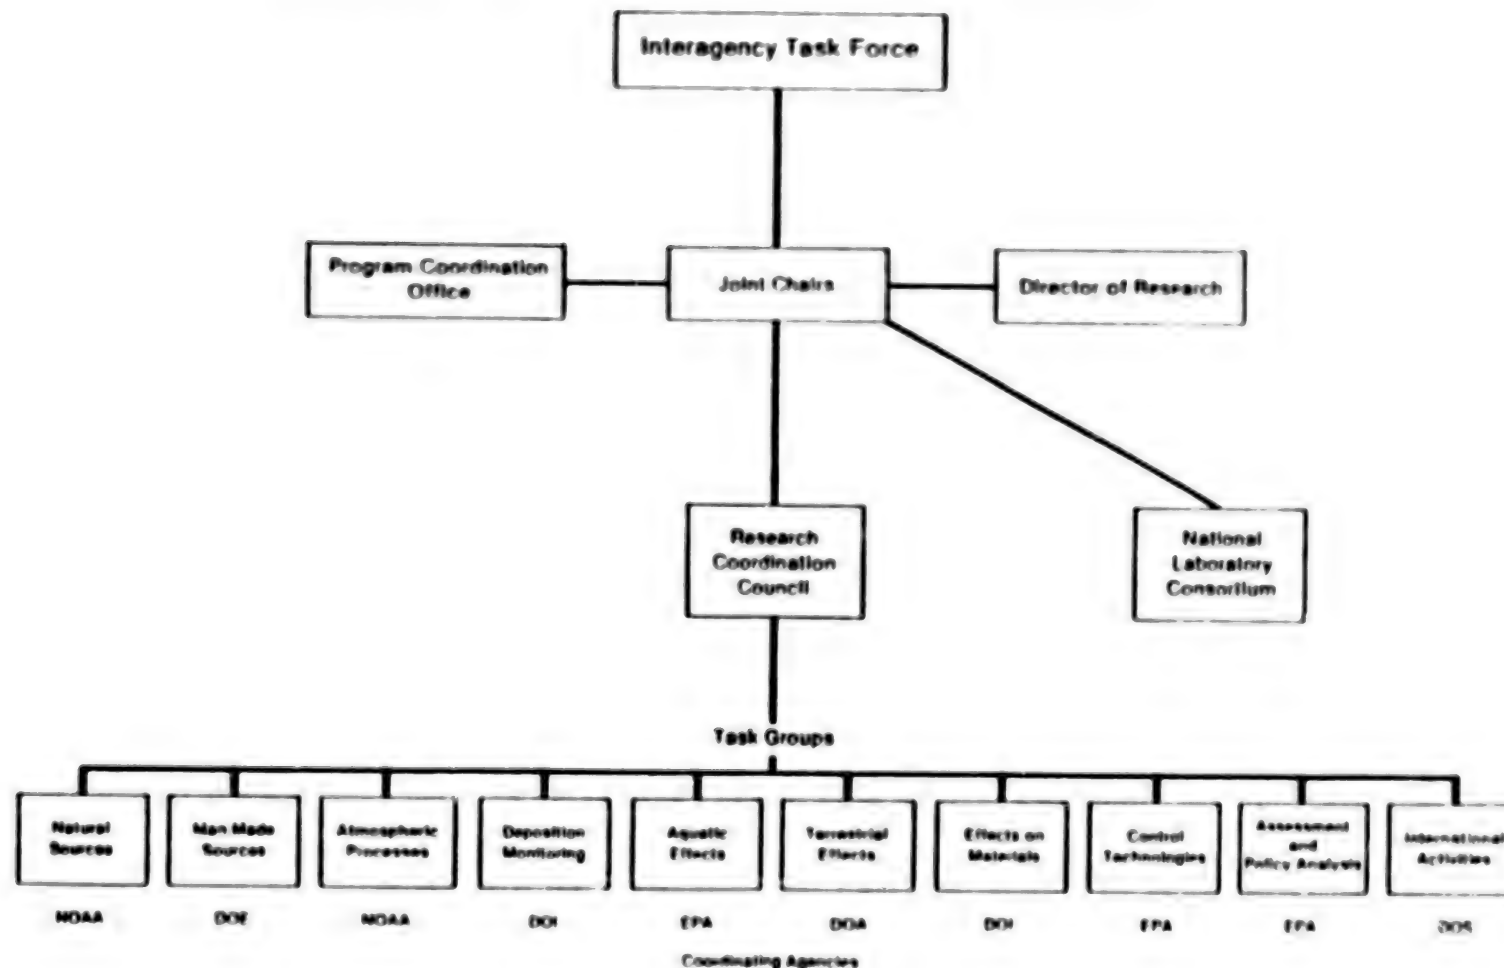 Interagency Task Force
Program Coordination
Office
Joint Chairs
Director of Research
Research
Coordination
Council
National
Laboratory
Consortium
Task Groups
Natural
Sources
Man Made
Sources
Atmospheric
Processes
Deposition
Monitoring
Aquatic
Effects
Terrestrial
Effects
Effects on
Materials
Control
Technologies
Assessment
and
Policy Analysis
International
Activities
NOAA
DOE
NOAA
DOI
EPA
DOA
DOI
EPA
EPA
DOS
Coordinating Agencies